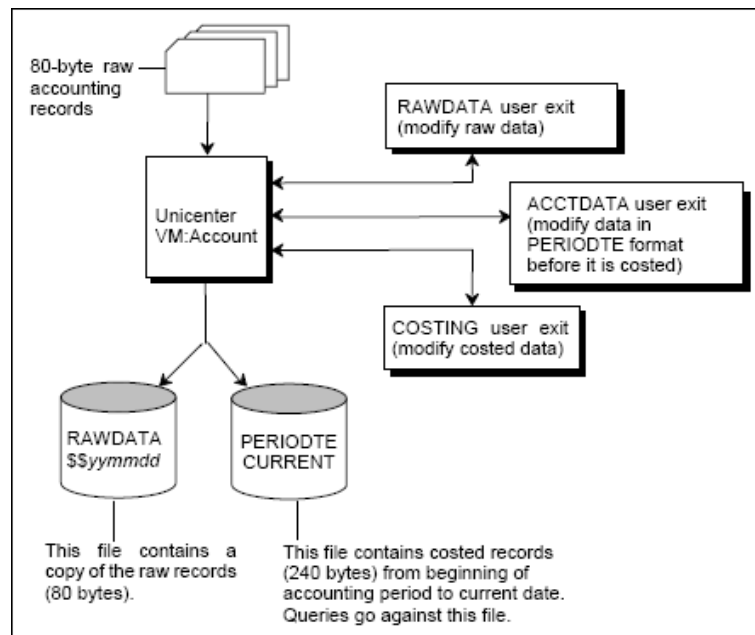 80-byte raw
accounting
records
RAWDATA user exit
(modify raw data)
Unicenter
VM:Account
ACCTDATA user exit
(modify data in
PERIODTE format
before it is costed)
COSTING user exit
(modify costed data)
RAWDATA
$$yymmdd
PERIODTE
CURRENT
This file contains a
copy of the raw records
(80 bytes).
This file contains costed records
(240 bytes) from beginning of
accounting period to current date.
Queries go against this file.